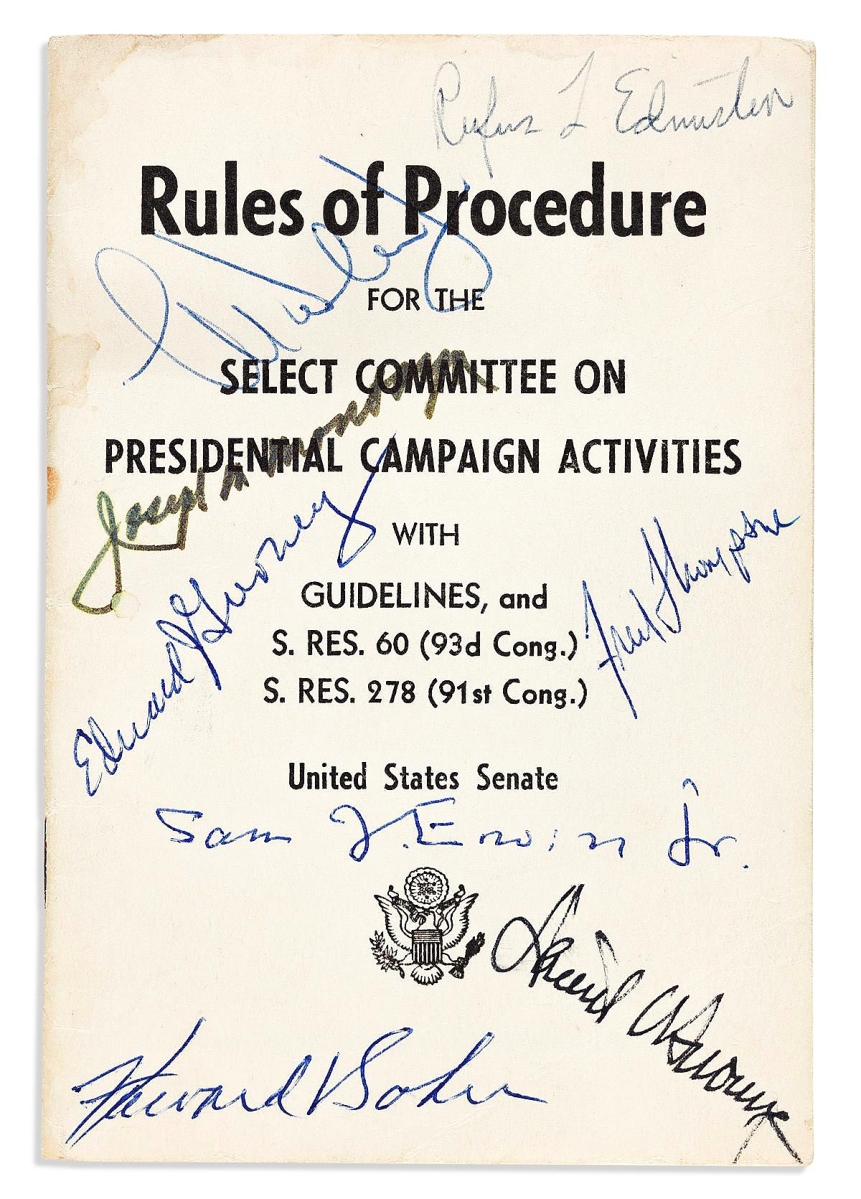 Rufus L Edmisten
Rules of Procedure
FOR THE
SELECT COMMITTEE ON
PRESIDENTIAL CAMPAIGN ACTIVITIES
Joseph M Montoya
WITH
Edward J Gurney
GUIDELINES, and
Fred Thompson
S. RES. 60 (93d Cong.)
S. RES. 278 (91st Cong.)
United States Senate
Sam J. Ervin Jr.
Howard Baker